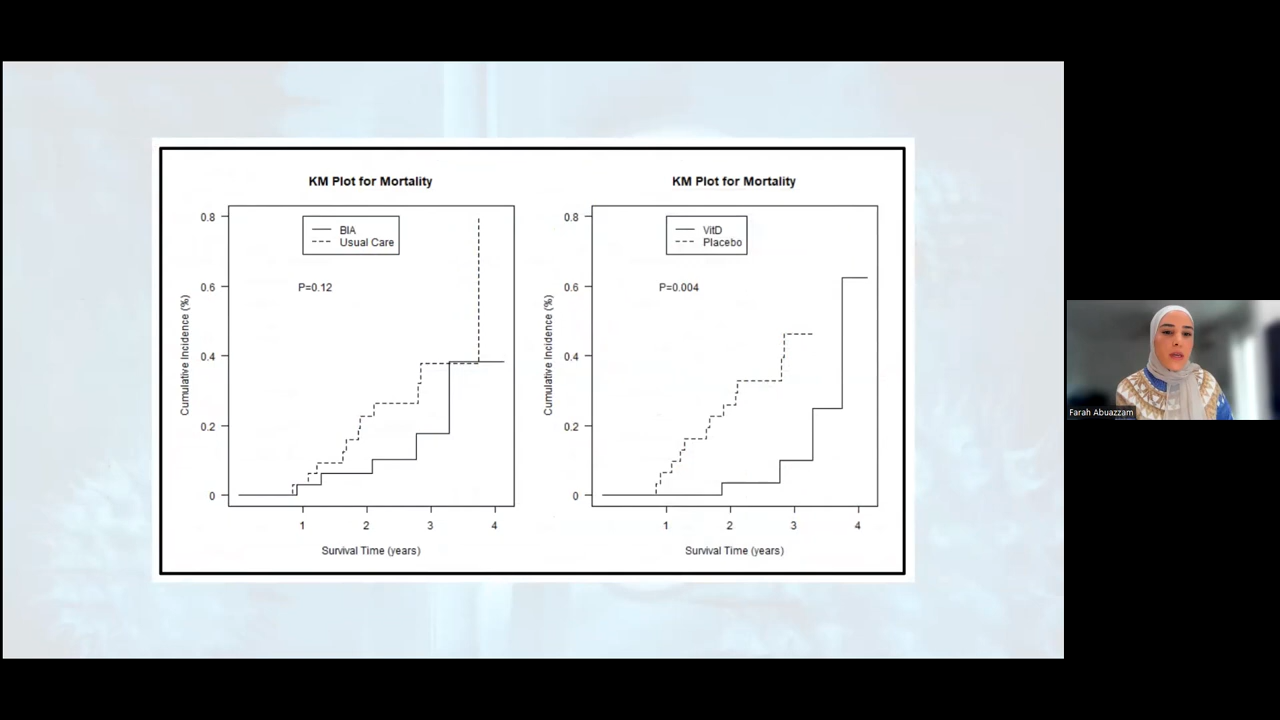 KM Plot for Mortality
BIA
Usual Care
P=0.12
Cumulative Incidence (%)
0.8
0.6
0.4
0.2
0
1 2 3 4
Survival Time (years)
KM Plot for Mortality
VitD
Placebo
P=0.004
Cumulative Incidence (%)
0.8
0.6
0.4
0.2
0
1 2 3 4
Survival Time (years)
Farah Abuazzam